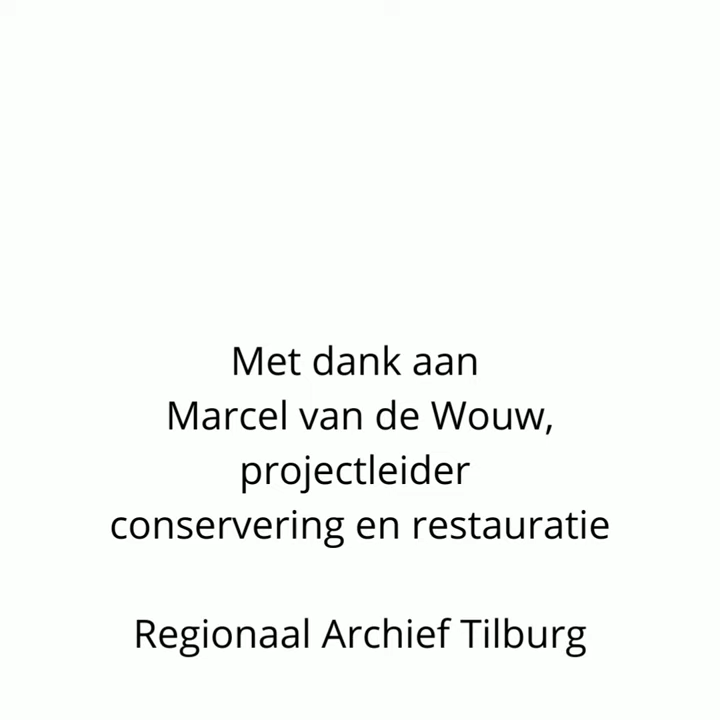 Met dank aan
Marcel van de Wouw,
projectleider
conservering en restauratie
Regionaal Archief Tilburg